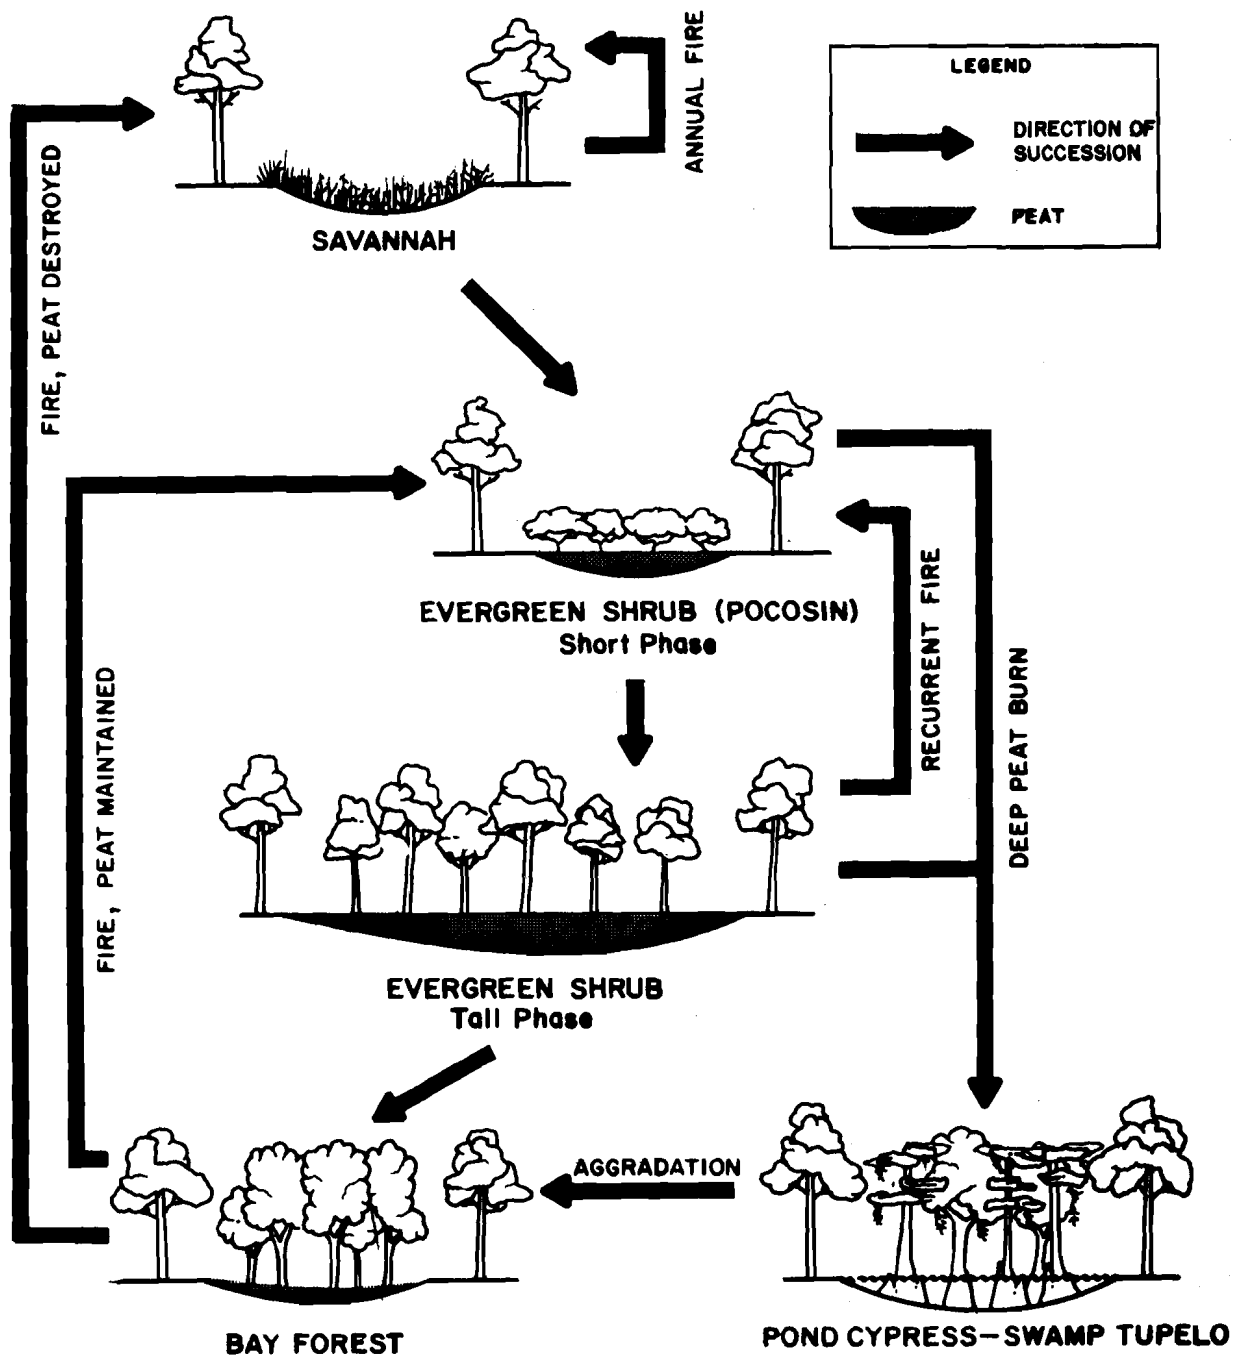 ANNUAL FIRE
LEGEND
DIRECTION OF
SUCCESSION
PEAT
SAVANNAH
FIRE, PEAT DESTROYED
EVERGREEN SHRUB (POCOSIN)
Short Phase
RECURRENT FIRE
DEEP PEAT BURN
FIRE, PEAT MAINTAINED
EVERGREEN SHRUB
Tall Phase
AGGRADATION
BAY FOREST
POND CYPRESS-SWAMP TUPELO